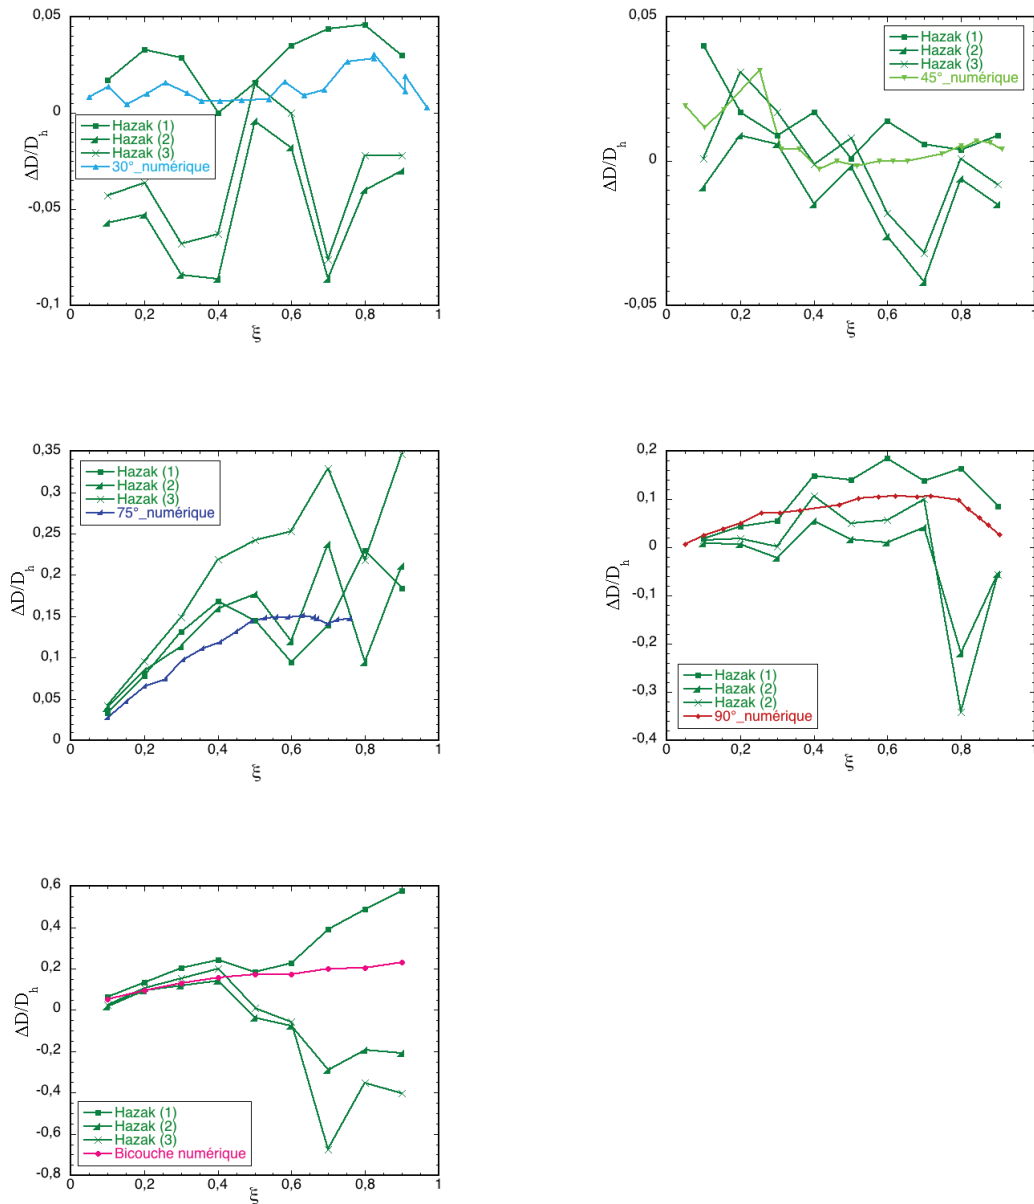 0,05
0
-0,05
-0,1
ΔD/D_h
Hazak (1)
Hazak (2)
Hazak (3)
30°_numérique
0 0,2 0,4 0,6 0,8 1
ξ
0,05
0
-0,05
ΔD/D_h
Hazak (1)
Hazak (2)
Hazak (3)
45°_numérique
0 0,2 0,4 0,6 0,8 1
ξ
0,35
0,3
0,25
0,2
0,15
0,1
0,05
0
ΔD/D_h
Hazak (1)
Hazak (2)
Hazak (3)
75°_numérique
0 0,2 0,4 0,6 0,8 1
ξ
0,2
0,1
0
-0,1
-0,2
-0,3
-0,4
ΔD/D_h
Hazak (1)
Hazak (2)
Hazak (2)
90°_numérique
0 0,2 0,4 0,6 0,8 1
ξ
0,6
0,4
0,2
0
-0,2
-0,4
-0,6
-0,8
ΔD/D_h
Hazak (1)
Hazak (2)
Hazak (3)
Bicouche numérique
0 0,2 0,4 0,6 0,8 1
ξ